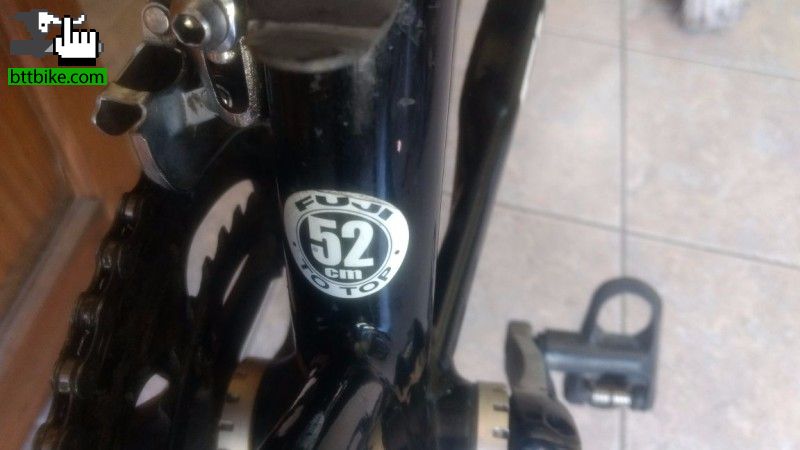 bttbike.com
FUJI
52
cm
• TO TOP •